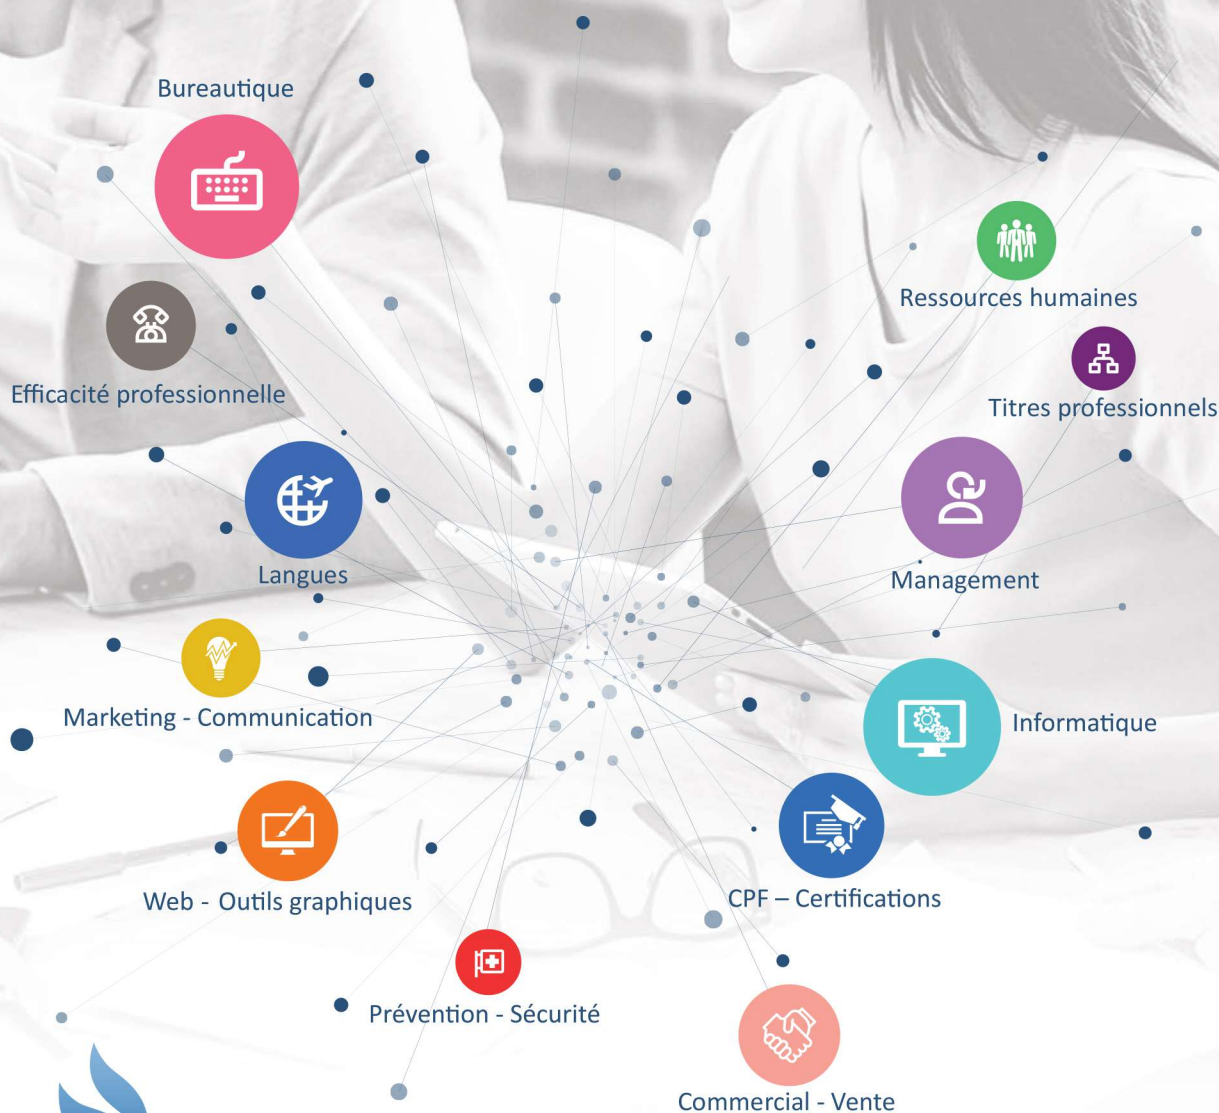 Bureautique
Ressources humaines
Efficacité professionnelle
Titres professionnels
Langues
Management
Marketing - Communication
Informatique
Web - Outils graphiques
CPF – Certifications
Prévention - Sécurité
Commercial - Vente